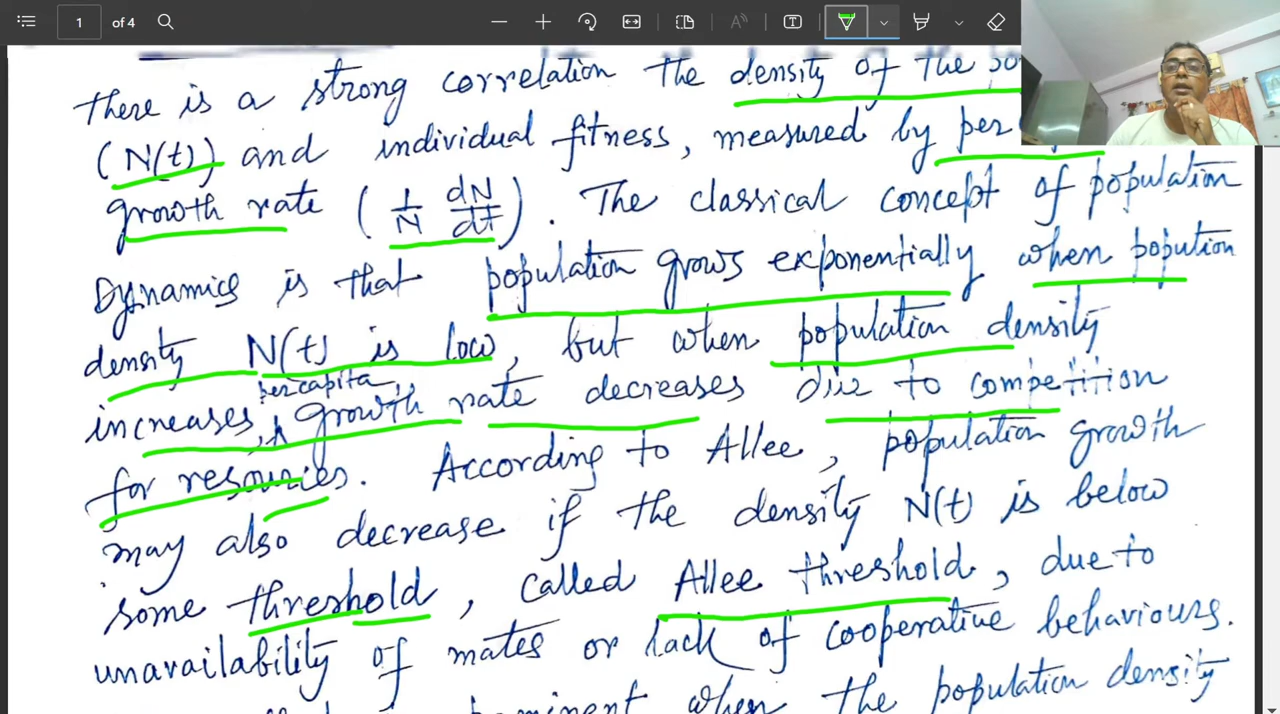 1 of 4
there is a strong correlation the density of the
(N(t)) and individual fitness, measured by per
growth rate (1/N dN/dt). The classical concept of population
Dynamics is that population grows exponentially when popution
density N(t) is low, but when population density
increases, percapita growth rate decreases due to competition
for resources. According to Allee, population growth
may also decrease if the density N(t) is below
some threshold, called Allee threshold, due to
unavailability of mates or lack of cooperative behaviours.
when the population density